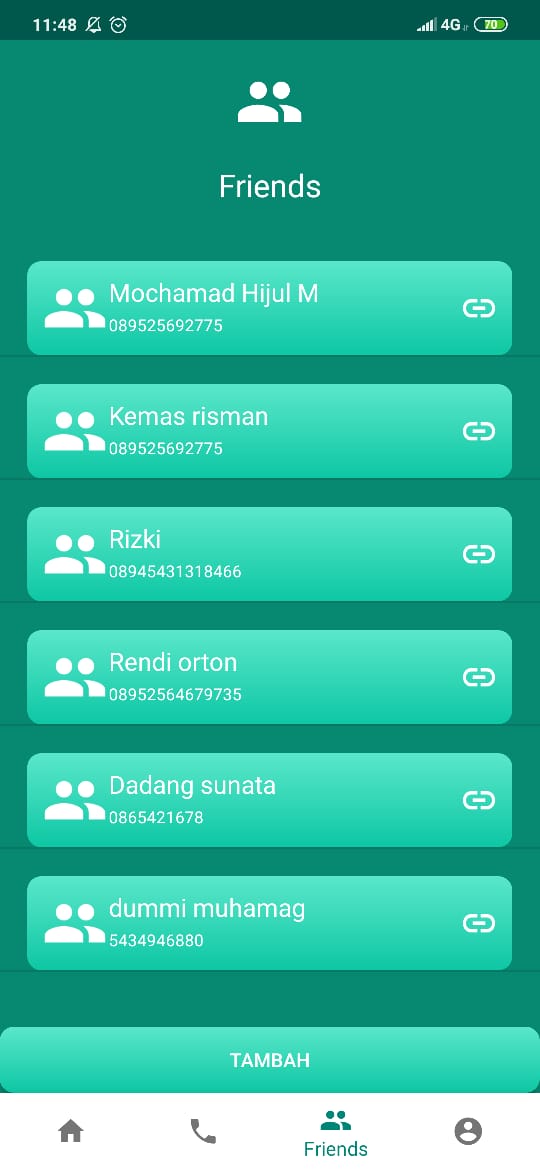 11:48
4G
70
Friends
Mochamad Hijul M
089525692775
Kemas risman
089525692775
Rizki
08945431318466
Rendi orton
08952564679735
Dadang sunata
0865421678
dummi muhamag
5434946880
TAMBAH
Friends